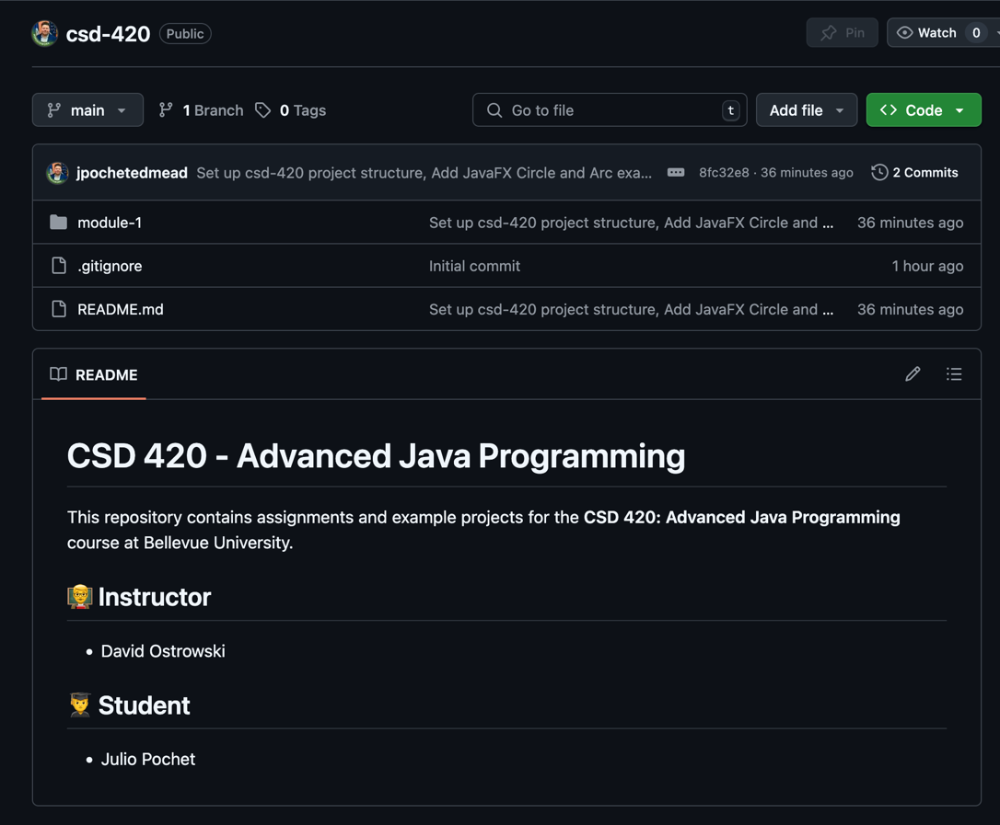 csd-420 Public Pin Watch 0
main 1 Branch 0 Tags Go to file t Add file Code
jpochetedmead Set up csd-420 project structure, Add JavaFX Circle and Arc exa... 8fc32e8 · 36 minutes ago 2 Commits
module-1 Set up csd-420 project structure, Add JavaFX Circle and ... 36 minutes ago
.gitignore Initial commit 1 hour ago
README.md Set up csd-420 project structure, Add JavaFX Circle and ... 36 minutes ago
README
CSD 420 - Advanced Java Programming
This repository contains assignments and example projects for the CSD 420: Advanced Java Programming
course at Bellevue University.
👨‍🏫 Instructor
• David Ostrowski
👨‍🎓 Student
• Julio Pochet